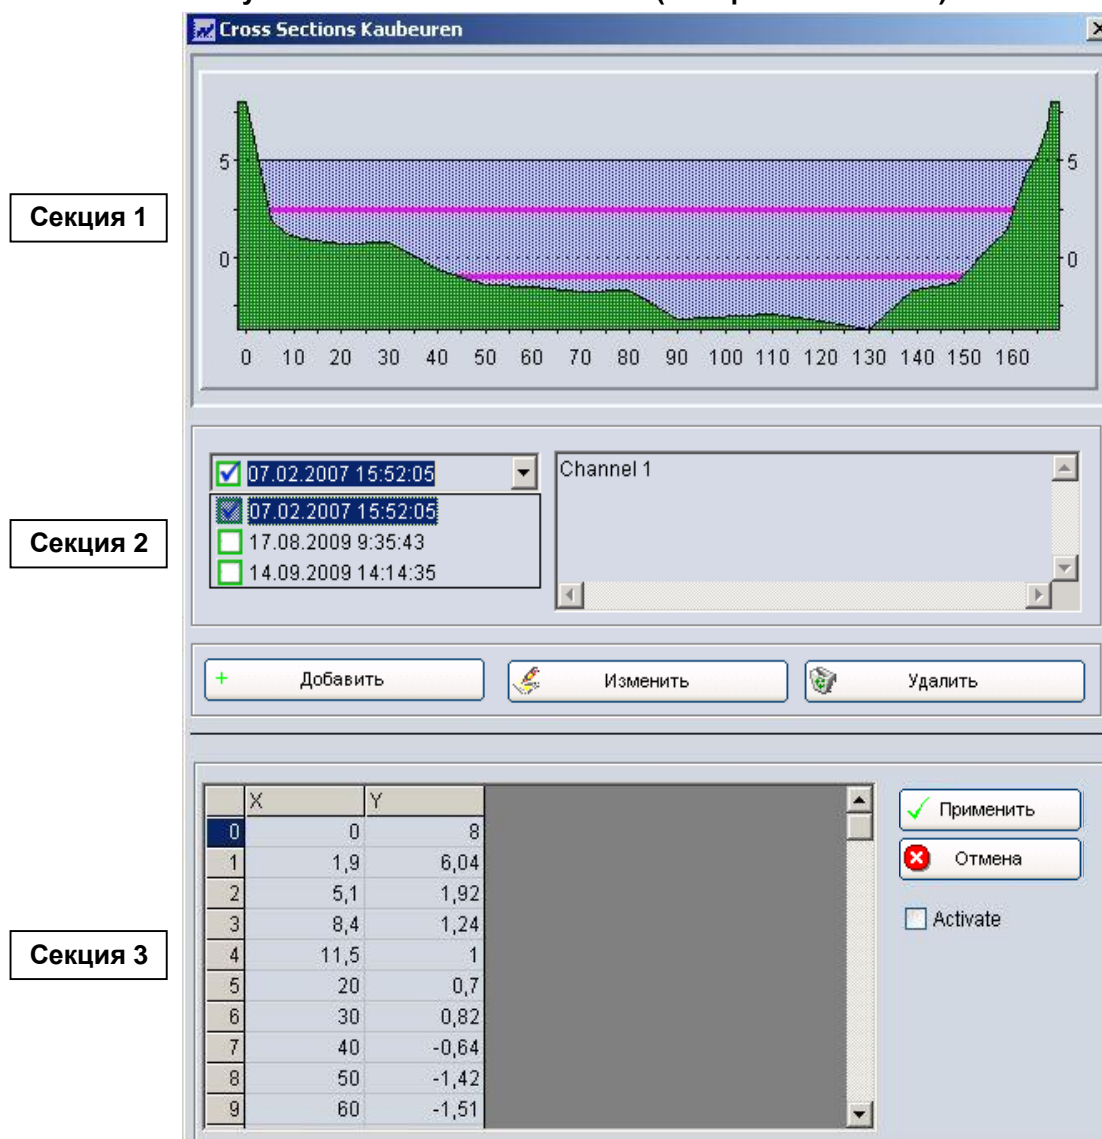 Cross Sections Kaubeuren
Секция 1
5 5
0 0
0 10 20 30 40 50 60 70 80 90 100 110 120 130 140 150 160
Секция 2
07.02.2007 15:52:05
07.02.2007 15:52:05
17.08.2009 9:35:43
14.09.2009 14:14:35
Channel 1
+ Добавить
Изменить
Удалить
Секция 3
X Y
0 0 8
1 1,9 6,04
2 5,1 1,92
3 8,4 1,24
4 11,5 1
5 20 0,7
6 30 0,82
7 40 -0,64
8 50 -1,42
9 60 -1,51
Применить
Отмена
Activate